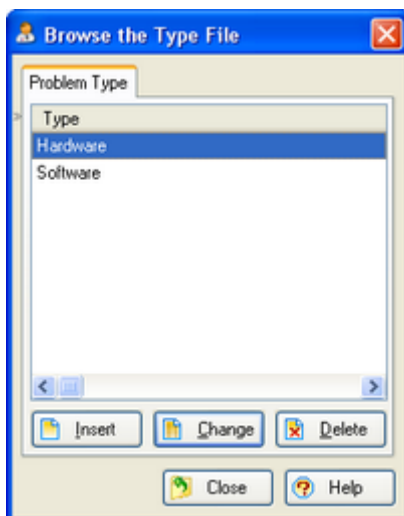 Browse the Type File
Problem Type
Type
Hardware
Software
Insert Change Delete
Close Help